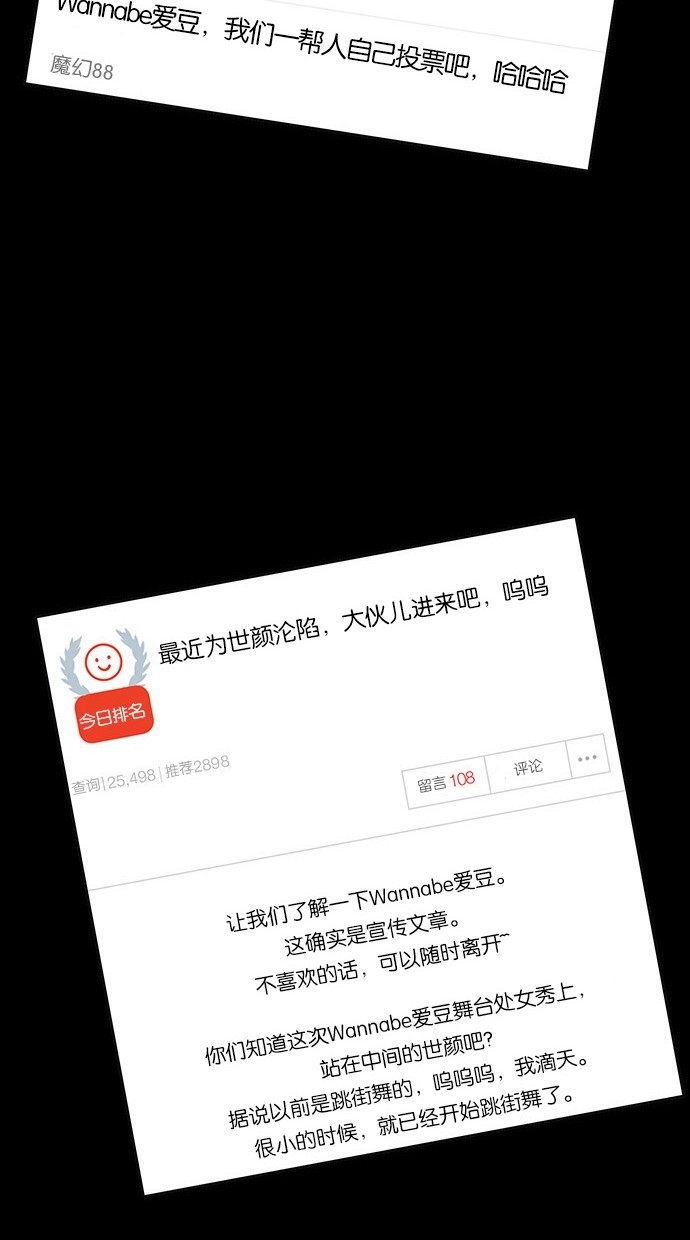 Wannabe爱豆，我们一帮人自己投票吧，哈哈哈
魔幻88
最近为世颜沦陷，大伙儿进来吧，呜呜
今日排名
查询|25,498|推荐2898
留言108 评论 •••
让我们了解一下Wannabe爱豆。
这确实是宣传文章。
不喜欢的话，可以随时离开~
你们知道这次Wannabe爱豆舞台处女秀上，
站在中间的世颜吧？
据说以前是跳街舞的，呜呜呜，我滴天。
很小的时候，就已经开始跳街舞了。